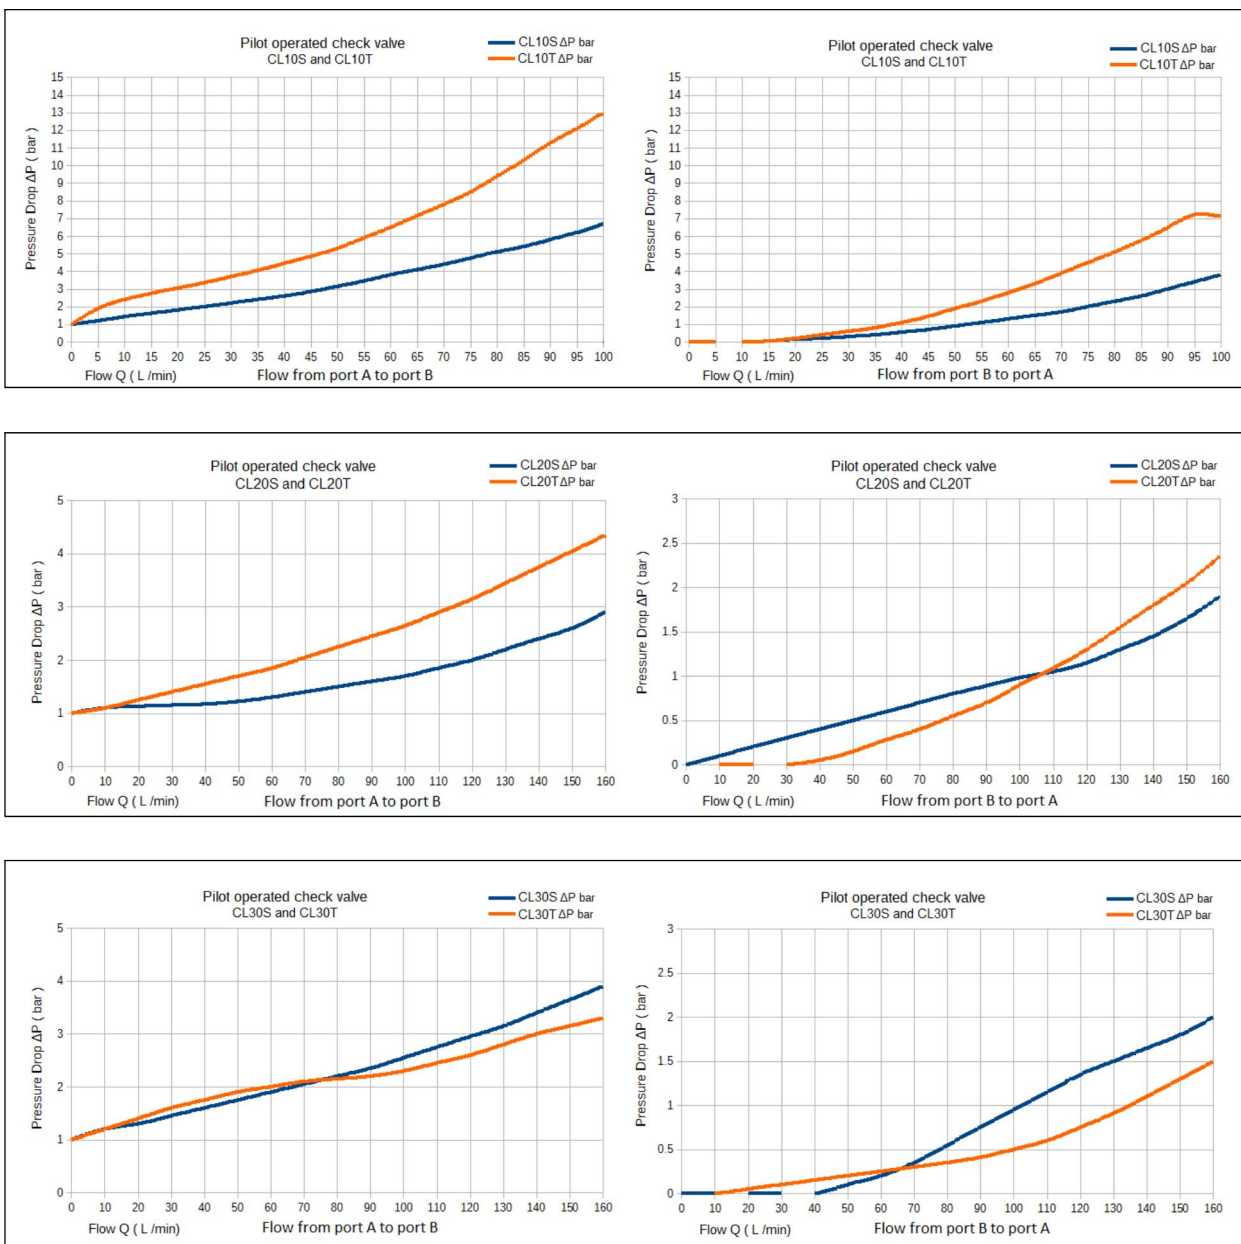 Pilot operated check valve
CL10S and CL10T
CL10S ΔP bar
CL10T ΔP bar
Pressure Drop ΔP ( bar )
15
14
13
12
11
10
9
8
7
6
5
4
3
2
1
0
0 5 10 15 20 25 30 35 40 45 50 55 60 65 70 75 80 85 90 95 100
Flow Q ( L /min) Flow from port A to port B
Pilot operated check valve
CL10S and CL10T
CL10S ΔP bar
CL10T ΔP bar
Pressure Drop ΔP ( bar )
15
14
13
12
11
10
9
8
7
6
5
4
3
2
1
0
0 5 10 15 20 25 30 35 40 45 50 55 60 65 70 75 80 85 90 95 100
Flow Q ( L /min) Flow from port B to port A
Pilot operated check valve
CL20S and CL20T
CL20S ΔP bar
CL20T ΔP bar
Pressure Drop ΔP ( bar )
5
4
3
2
1
0
0 10 20 30 40 50 60 70 80 90 100 110 120 130 140 150 160
Flow Q ( L /min) Flow from port A to port B
Pilot operated check valve
CL20S and CL20T
CL20S ΔP bar
CL20T ΔP bar
Pressure Drop ΔP ( bar )
3
2.5
2
1.5
1
0.5
0
0 10 20 30 40 50 60 70 80 90 100 110 120 130 140 150 160
Flow Q ( L /min) Flow from port B to port A
Pilot operated check valve
CL30S and CL30T
CL30S ΔP bar
CL30T ΔP bar
Pressure Drop ΔP ( bar )
5
4
3
2
1
0
0 10 20 30 40 50 60 70 80 90 100 110 120 130 140 150 160
Flow Q ( L /min) Flow from port A to port B
Pilot operated check valve
CL30S and CL30T
CL30S ΔP bar
CL30T ΔP bar
Pressure Drop ΔP ( bar )
3
2.5
2
1.5
1
0.5
0
0 10 20 30 40 50 60 70 80 90 100 110 120 130 140 150 160
Flow Q ( L /min) Flow from port B to port A